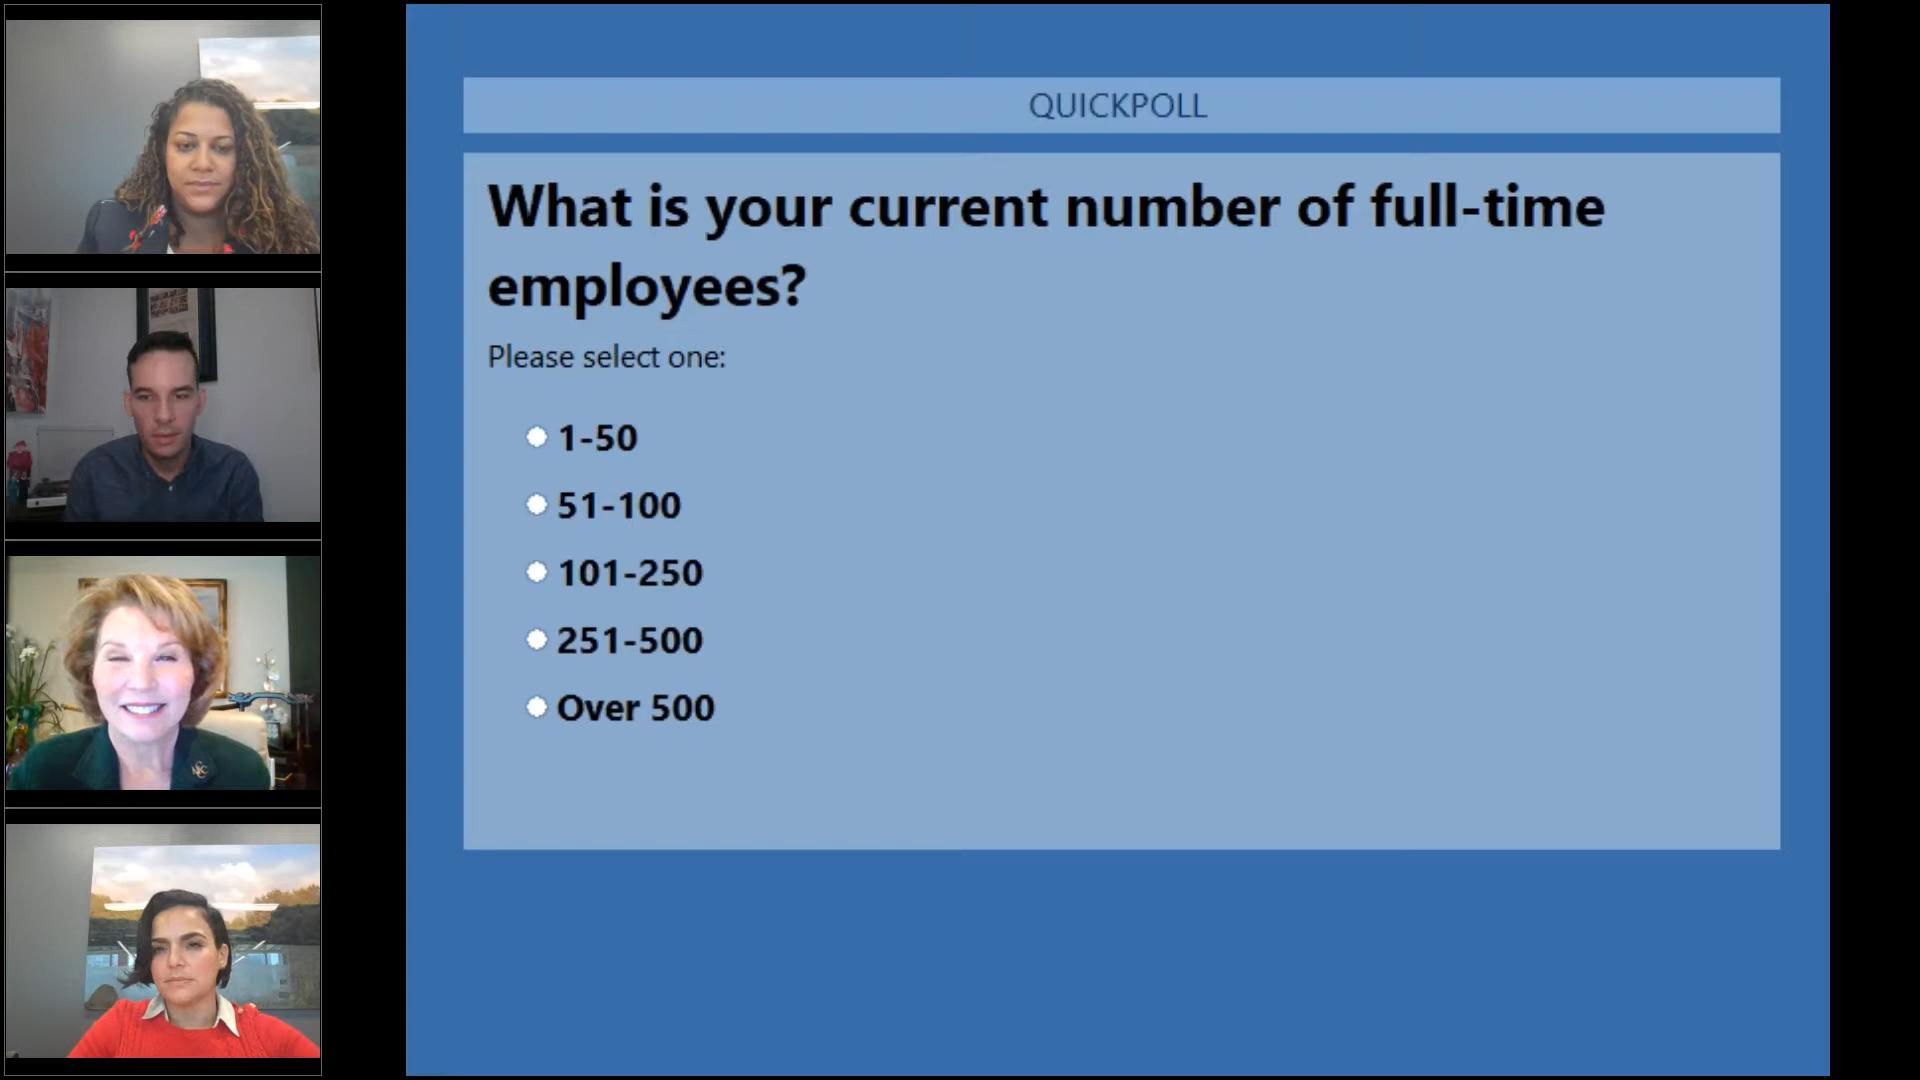 QUICKPOLL
What is your current number of full-time
employees?
Please select one:
1-50
51-100
101-250
251-500
Over 500